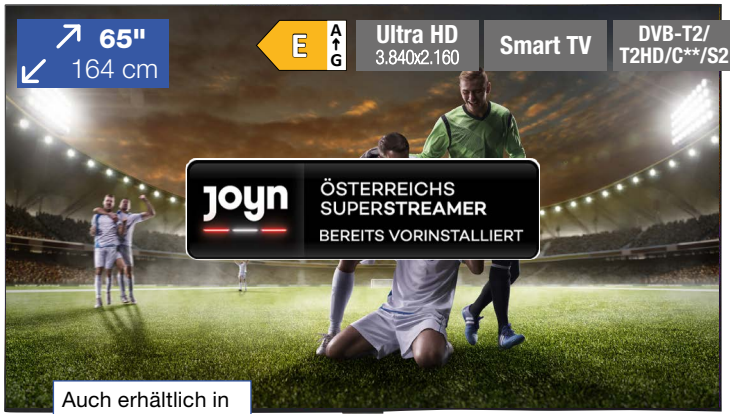 65"
164 cm
E
A
G
Ultra HD
3.840x2.160
Smart TV
DVB-T2/
T2HD/C**/S2
joyn
ÖSTERREICHS
SUPERSTREAMER
BEREITS VORINSTALLIERT
Auch erhältlich in